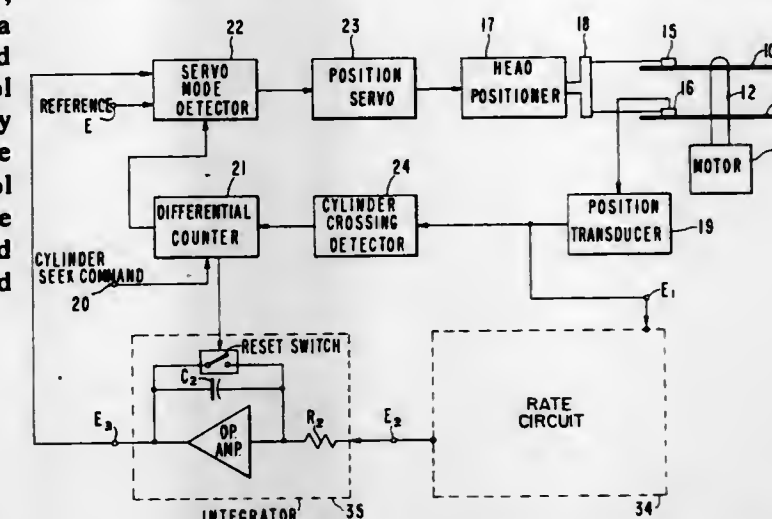 a
d
ol
y
e
ol
e
d
d
22
SERVO
MODE
DETECTOR
REFERENCE
E
23
POSITION
SERVO
17
HEAD
POSITIONER
18
15
16
10
12
MOTOR
21
DIFFERENTIAL
COUNTER
24
CYLINDER
CROSSING
DETECTOR
POSITION
TRANSDUCER
19
CYLINDER
SEEK COMMAND
20
E1
RESET SWITCH
C2
OP.
AMP.
R2
E3
E2
RATE
CIRCUIT
INTEGRATOR
35
34